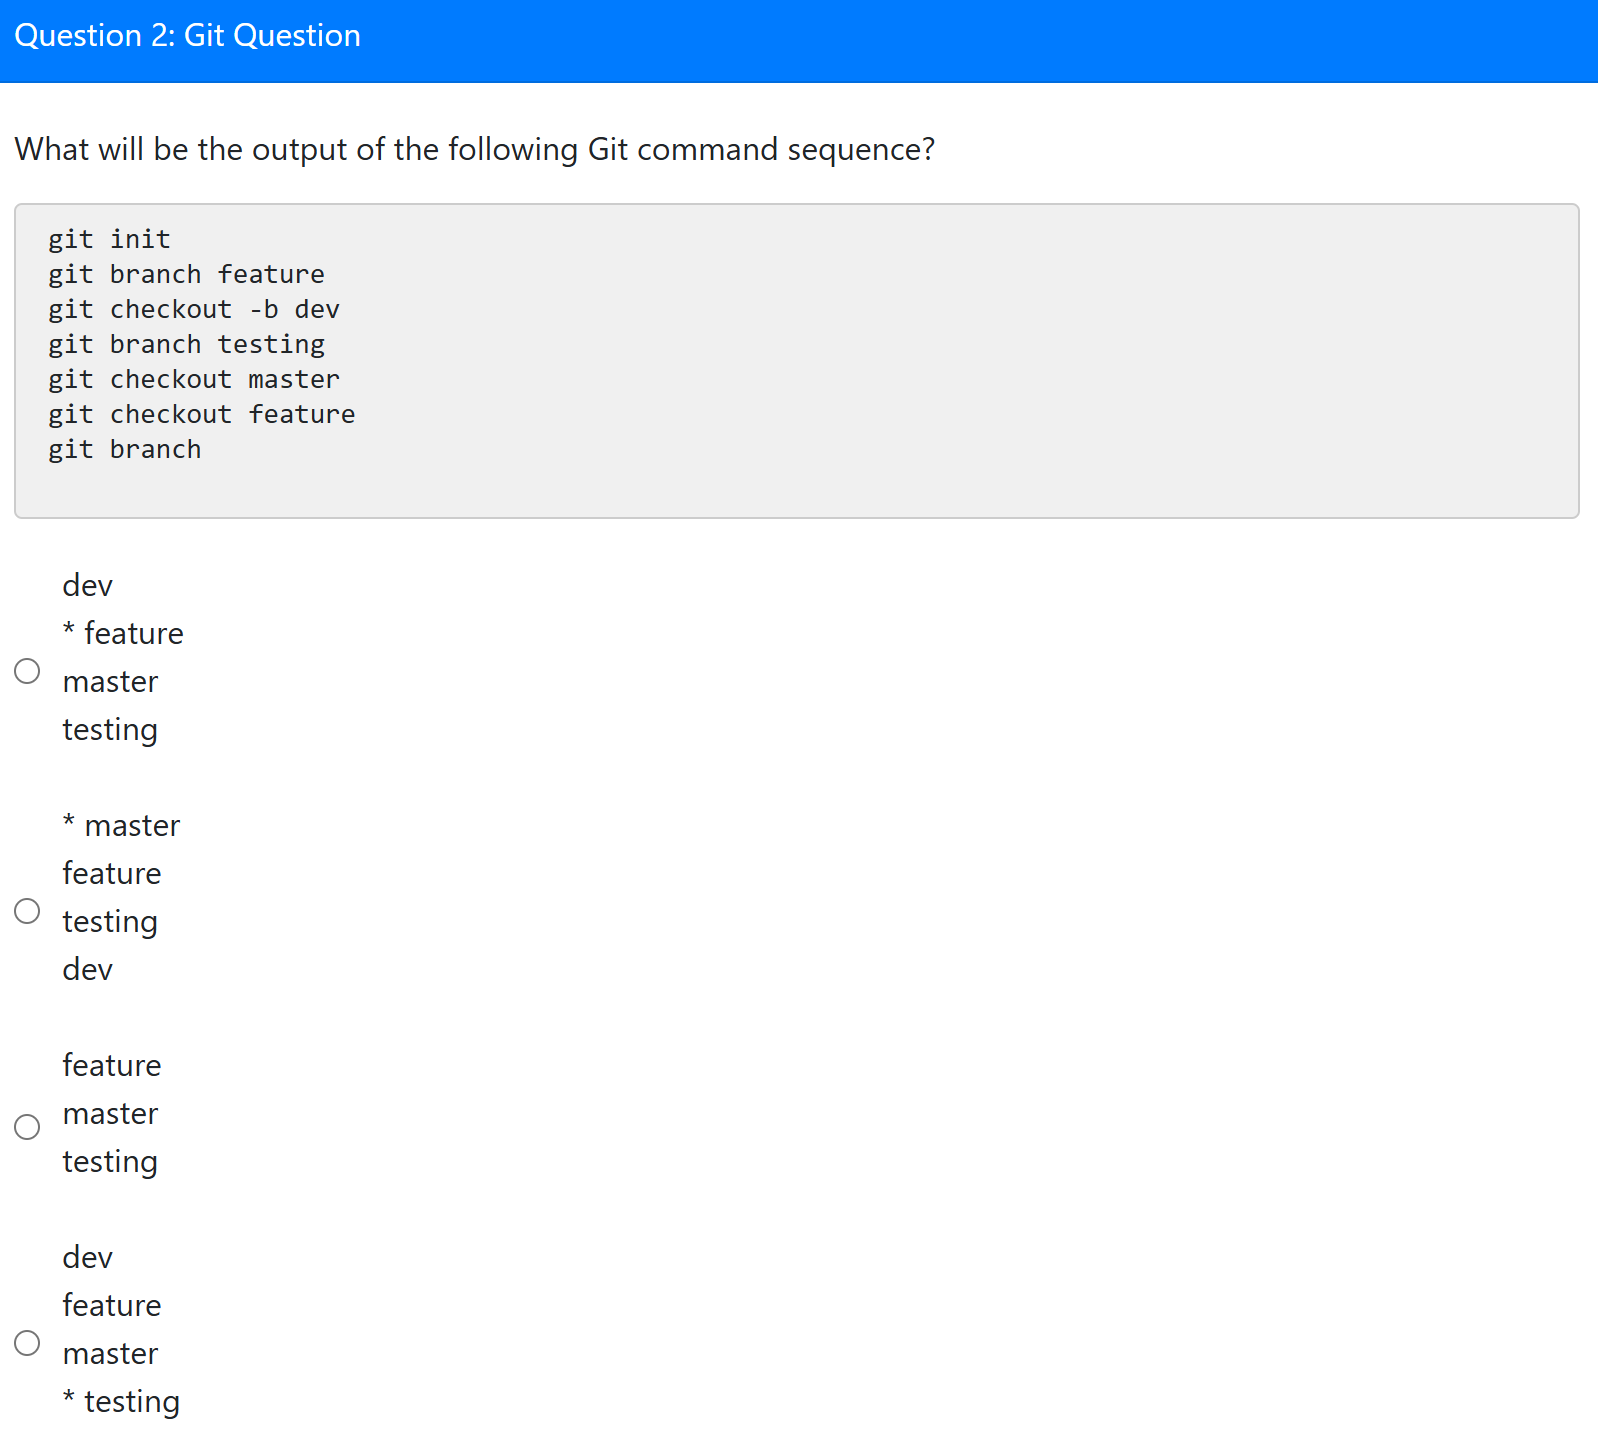 Question 2: Git Question
What will be the output of the following Git command sequence?
git init
git branch feature
git checkout -b dev
git branch testing
git checkout master
git checkout feature
git branch
dev
* feature
master
testing
* master
feature
testing
dev
feature
master
testing
dev
feature
master
* testing